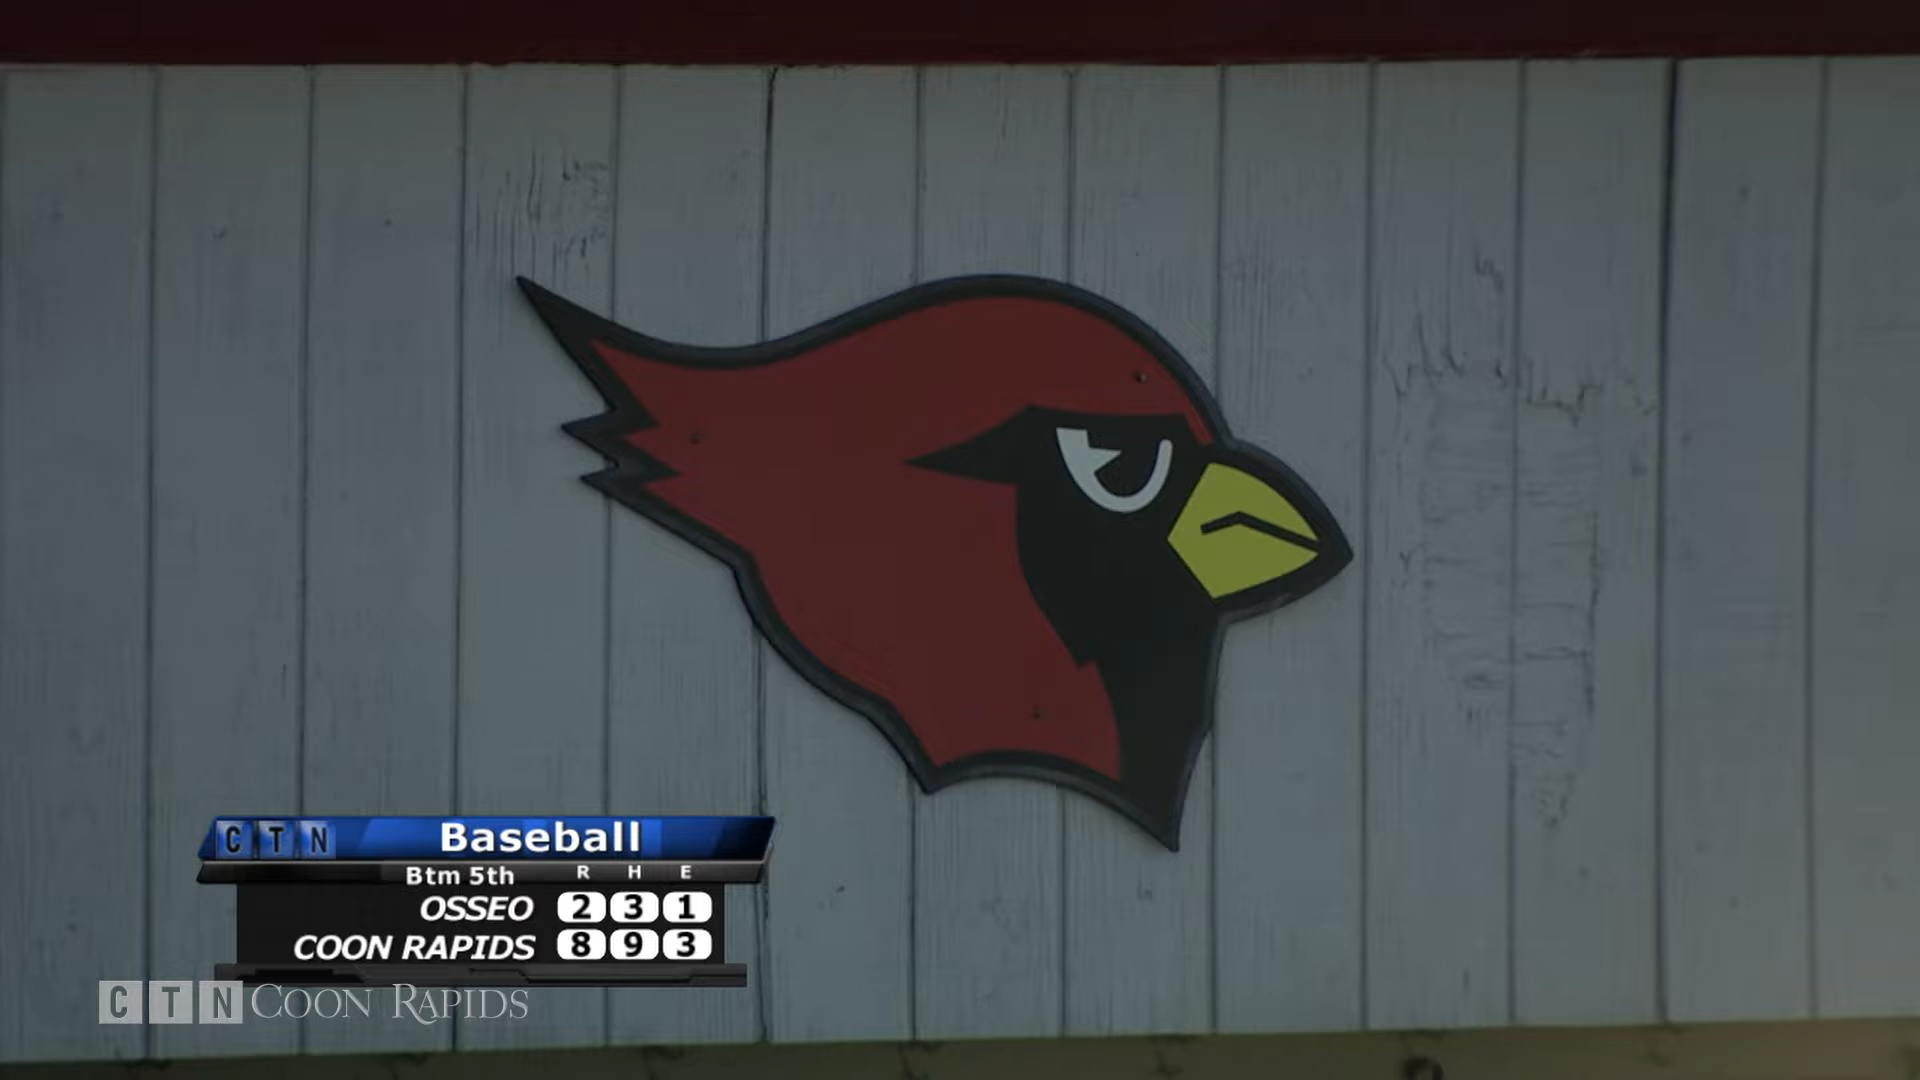 CTN Baseball
Btm 5th R H E
OSSEO 2 3 1
COON RAPIDS 8 9 3
CTN COON RAPIDS